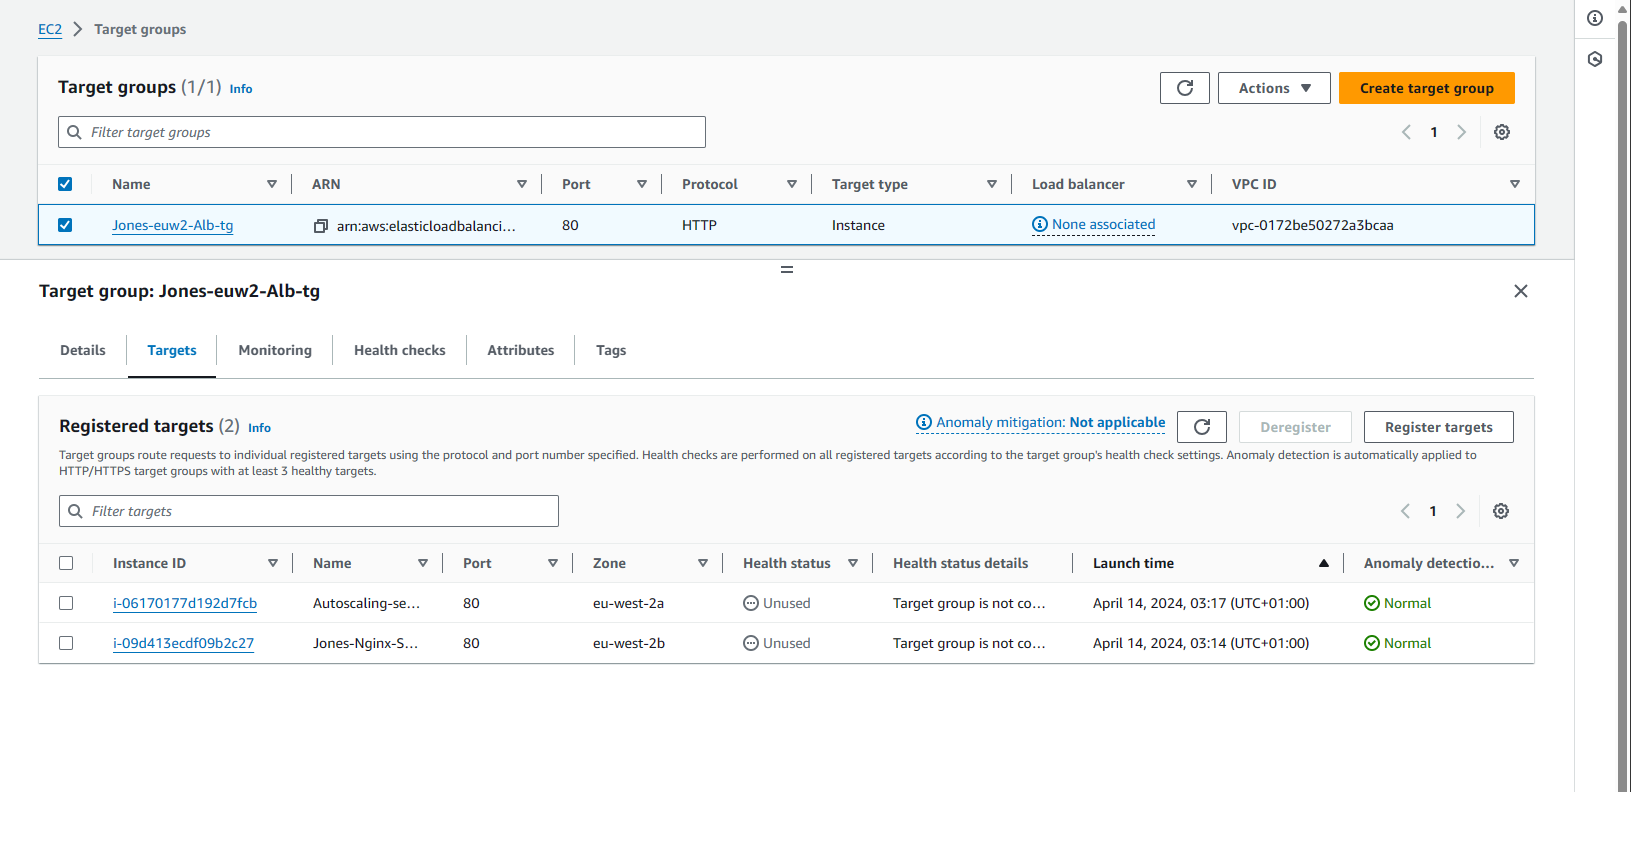 EC2 Target groups
Target groups (1/1) Info
Actions
Create target group
Filter target groups
1
Name ARN Port Protocol Target type Load balancer VPC ID
Jones-euw2-Alb-tg arn:aws:elasticloadbalanci... 80 HTTP Instance None associated vpc-0172be50272a3bcaa
Target group: Jones-euw2-Alb-tg
Details Targets Monitoring Health checks Attributes Tags
Registered targets (2) Info
Anomaly mitigation: Not applicable
Deregister
Register targets
Target groups route requests to individual registered targets using the protocol and port number specified. Health checks are performed on all registered targets according to the target group's health check settings. Anomaly detection is automatically applied to
HTTP/HTTPS target groups with at least 3 healthy targets.
Filter targets
1
Instance ID Name Port Zone Health status Health status details Launch time Anomaly detectio...
i-06170177d192d7fcb Autoscaling-se... 80 eu-west-2a Unused Target group is not co... April 14, 2024, 03:17 (UTC+01:00) Normal
i-09d413ecdf09b2c27 Jones-Nginx-S... 80 eu-west-2b Unused Target group is not co... April 14, 2024, 03:14 (UTC+01:00) Normal